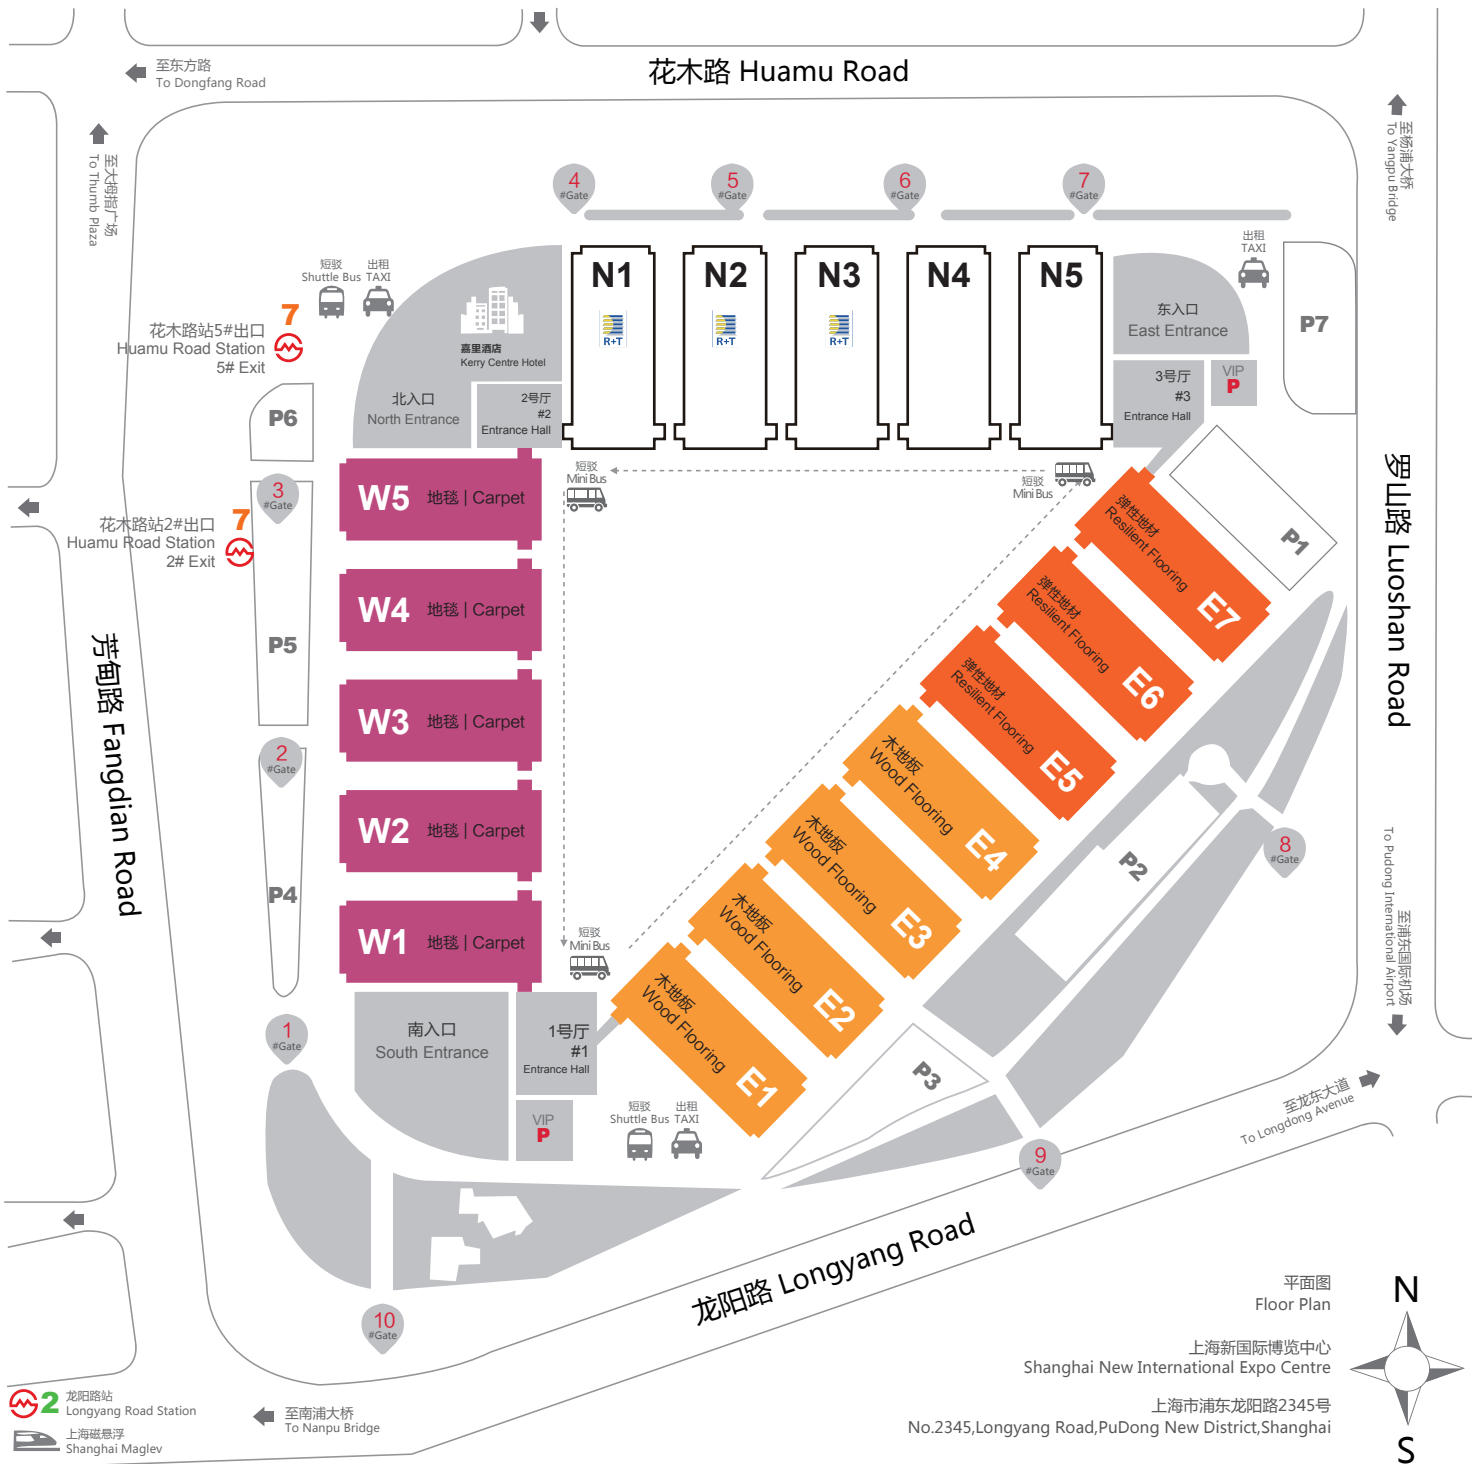 至东方路
To Dongfang Road
花木路 Huamu Road
至大拇指广场
To Thumb Plaza
至杨浦大桥
To Yangpu Bridge
4
#Gate
5
#Gate
6
#Gate
7
#Gate
短驳
Shuttle Bus
出租
TAXI
出租
TAXI
N1
R+T
N2
R+T
N3
R+T
N4
N5
东入口
East Entrance
P7
7
花木路站5#出口
Huamu Road Station
5# Exit
嘉里酒店
Kerry Centre Hotel
3号厅
#3
Entrance Hall
VIP
P
P6
北入口
North Entrance
2号厅
#2
Entrance Hall
3
#Gate
7
花木路站2#出口
Huamu Road Station
2# Exit
W5 地毯 | Carpet
短驳
Mini Bus
短驳
Mini Bus
弹性地材
Resilient Flooring
E7
P1
罗山路 Luoshan Road
W4 地毯 | Carpet
弹性地材
Resilient Flooring
E6
P5
芳甸路 Fangdian Road
W3 地毯 | Carpet
弹性地材
Resilient Flooring
E5
2
#Gate
木地板
Wood Flooring
E4
W2 地毯 | Carpet
木地板
Wood Flooring
E3
P2
8
#Gate
P4
W1 地毯 | Carpet
短驳
Mini Bus
木地板
Wood Flooring
E2
至浦东国际机场
To Pudong International Airport
1
#Gate
南入口
South Entrance
1号厅
#1
Entrance Hall
木地板
Wood Flooring
E1
P3
VIP
P
短驳
Shuttle Bus
出租
TAXI
至龙东大道
To Longdong Avenue
9
#Gate
龙阳路 Longyang Road
10
#Gate
平面图
Floor Plan
上海新国际博览中心
Shanghai New International Expo Centre
上海市浦东龙阳路2345号
No.2345,Longyang Road,PuDong New District,Shanghai
N
S
2
龙阳路站
Longyang Road Station
上海磁悬浮
Shanghai Maglev
至南浦大桥
To Nanpu Bridge